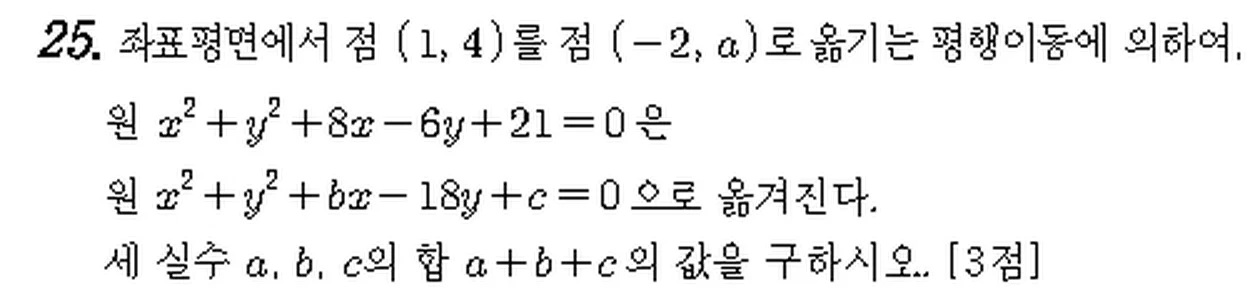 25. 좌표평면에서 점 (1, 4)를 점 (−2, a)로 옮기는 평행이동에 의하여,
원 x²+y²+8x−6y+21=0은
원 x²+y²+bx−18y+c=0으로 옮겨진다.
세 실수 a, b, c의 합 a+b+c의 값을 구하시오. [3점]